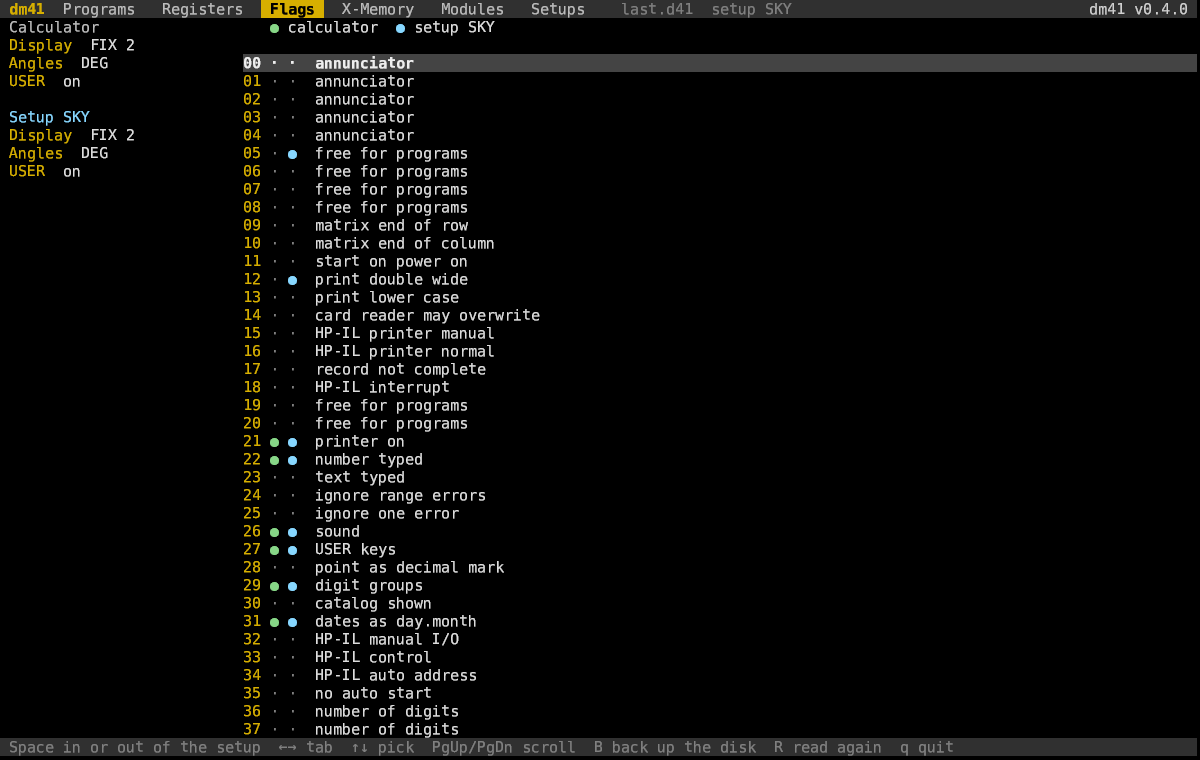 dm41 Programs Registers Flags X-Memory Modules Setups last.d41 setup SKY dm41 v0.4.0
Calculator ● calculator ● setup SKY
Display FIX 2
Angles DEG 00 · · annunciator
USER on 01 · · annunciator
02 · · annunciator
Setup SKY 03 · · annunciator
Display FIX 2 04 · · annunciator
Angles DEG 05 · ● free for programs
USER on 06 · · free for programs
07 · · free for programs
08 · · free for programs
09 · · matrix end of row
10 · · matrix end of column
11 · · start on power on
12 · ● print double wide
13 · · print lower case
14 · · card reader may overwrite
15 · · HP-IL printer manual
16 · · HP-IL printer normal
17 · · record not complete
18 · · HP-IL interrupt
19 · · free for programs
20 · · free for programs
21 ● ● printer on
22 ● ● number typed
23 · · text typed
24 · · ignore range errors
25 · · ignore one error
26 ● ● sound
27 ● ● USER keys
28 · · point as decimal mark
29 ● ● digit groups
30 · · catalog shown
31 ● ● dates as day.month
32 · · HP-IL manual I/O
33 · · HP-IL control
34 · · HP-IL auto address
35 · · no auto start
36 · · number of digits
37 · · number of digits
Space in or out of the setup ←→ tab ↑↓ pick PgUp/PgDn scroll B back up the disk R read again q quit